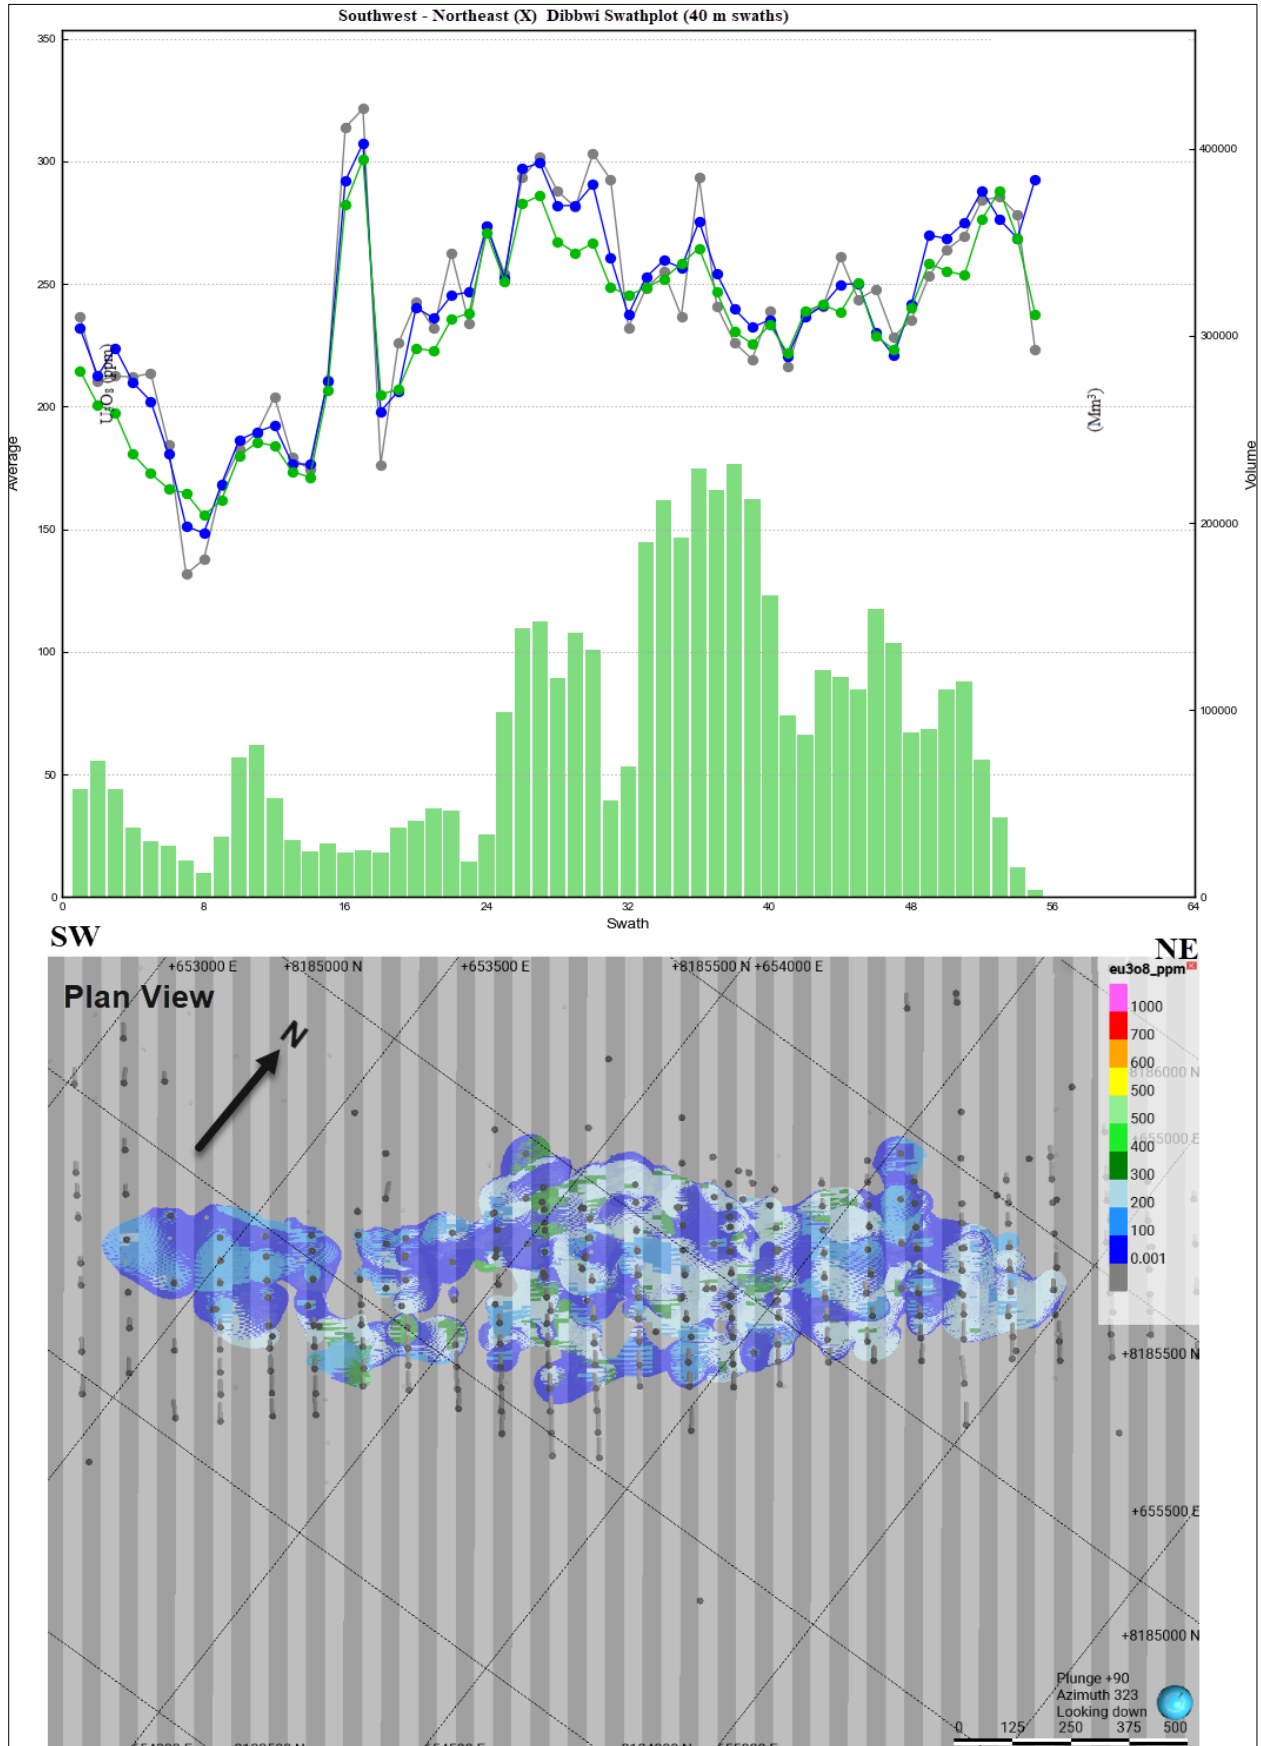 Southwest - Northeast (X) Dibbwi Swathplot (40 m swaths)
350
300
250
200
150
100
50
0
Average
U₃O₈ (ppm)
400000
300000
200000
100000
0
Volume
(Mm³)
0 8 16 24 32 40 48 56 64
Swath
SW
NE
+653000 E +8185000 N +653500 E +8185500 N +654000 E
Plan View
N
eu3o8_ppm
1000
700
600
500
500
400
300
200
100
0.001
8186000 N
+655000 E
+8185500 N
+655500 E
+8185000 N
Plunge +90
Azimuth 323
Looking down
0 125 250 375 500